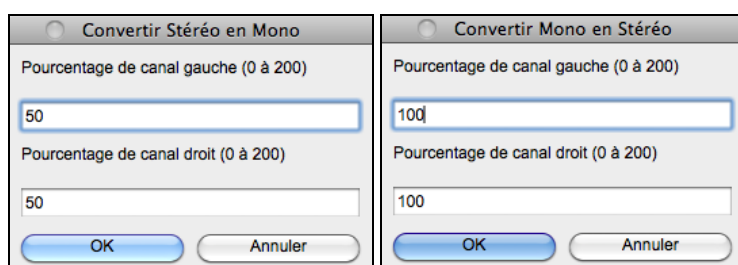 Convertir Stéréo en Mono
Pourcentage de canal gauche (0 à 200)
50
Pourcentage de canal droit (0 à 200)
50
OK
Annuler
Convertir Mono en Stéréo
Pourcentage de canal gauche (0 à 200)
100
Pourcentage de canal droit (0 à 200)
100
OK
Annuler